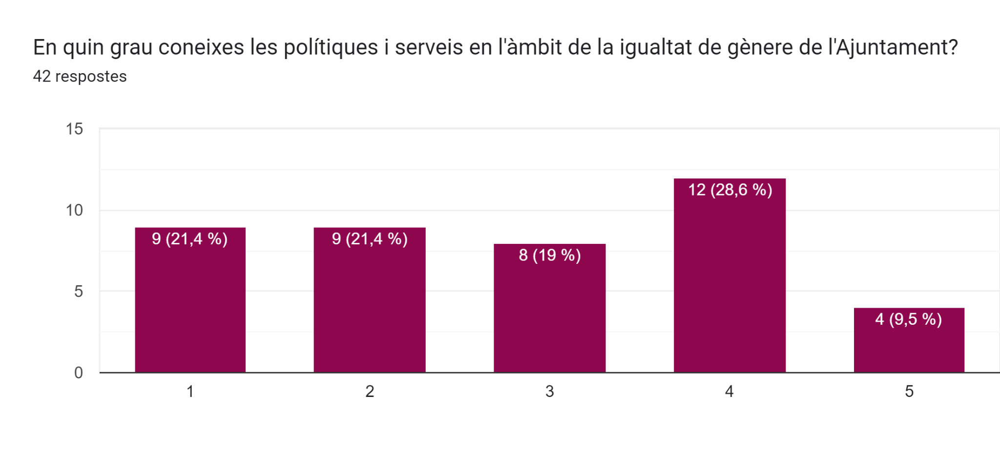 En quin grau coneixes les polítiques i serveis en l'àmbit de la igualtat de gènere de l'Ajuntament?
42 respostes
15
10
5
0
9 (21,4 %)
9 (21,4 %)
8 (19 %)
12 (28,6 %)
4 (9,5 %)
1
2
3
4
5